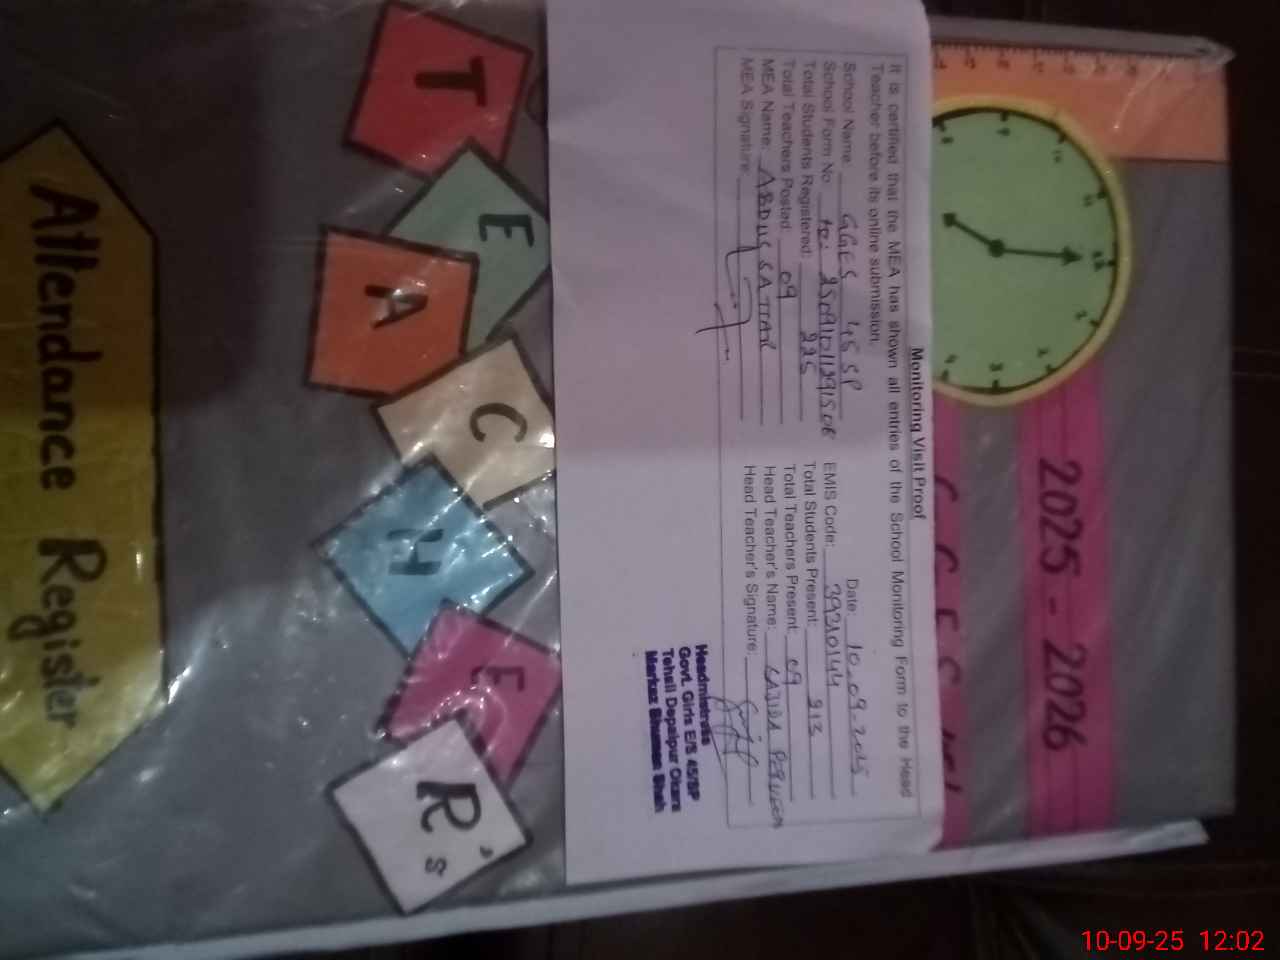 2025 - 2026
Monitoring Visit Proof
It is certified that the MEA has shown all entries of the School Monitoring Form to the Head
Teacher before its online submission.
Date: 10-09-2025
School Name: GGES 45 SP EMIS Code: 39310144
School Form No
Total Students Registered: 225 Total Students Present: 213
Total Teachers Posted: 09 Total Teachers Present: 09
MEA Name: ABDUS SATTAR Head Teacher's Name:
MEA Signature: Head Teacher's Signature:
Headmistress
Govt. Girls E/S 45/SP
Tehsil Depalpur Okara
Markaz Bhuman Shah
TEACHER's
Attendance Register
10-09-25 12:02